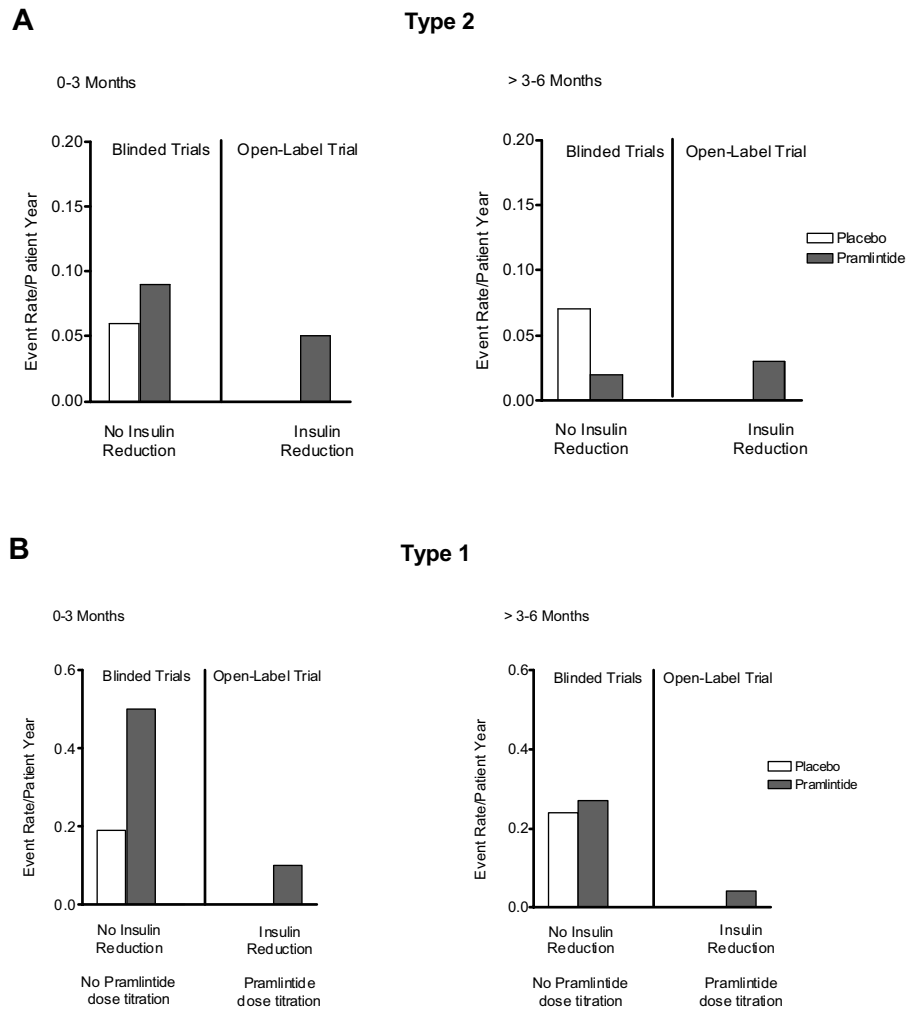 A
Type 2
0-3 Months
0.20
0.15
0.10
0.05
0.00
Event Rate/Patient Year
Blinded Trials
Open-Label Trial
No Insulin
Reduction
Insulin
Reduction
> 3-6 Months
0.20
0.15
0.10
0.05
0.00
Event Rate/Patient Year
Blinded Trials
Open-Label Trial
No Insulin
Reduction
Insulin
Reduction
Placebo
Pramlintide
B
Type 1
0-3 Months
0.6
0.4
0.2
0.0
Event Rate/Patient Year
Blinded Trials
Open-Label Trial
No Insulin
Reduction
Insulin
Reduction
No Pramlintide
dose titration
Pramlintide
dose titration
> 3-6 Months
0.6
0.4
0.2
0.0
Event Rate/Patient Year
Blinded Trials
Open-Label Trial
No Insulin
Reduction
Insulin
Reduction
No Pramlintide
dose titration
Pramlintide
dose titration
Placebo
Pramlintide